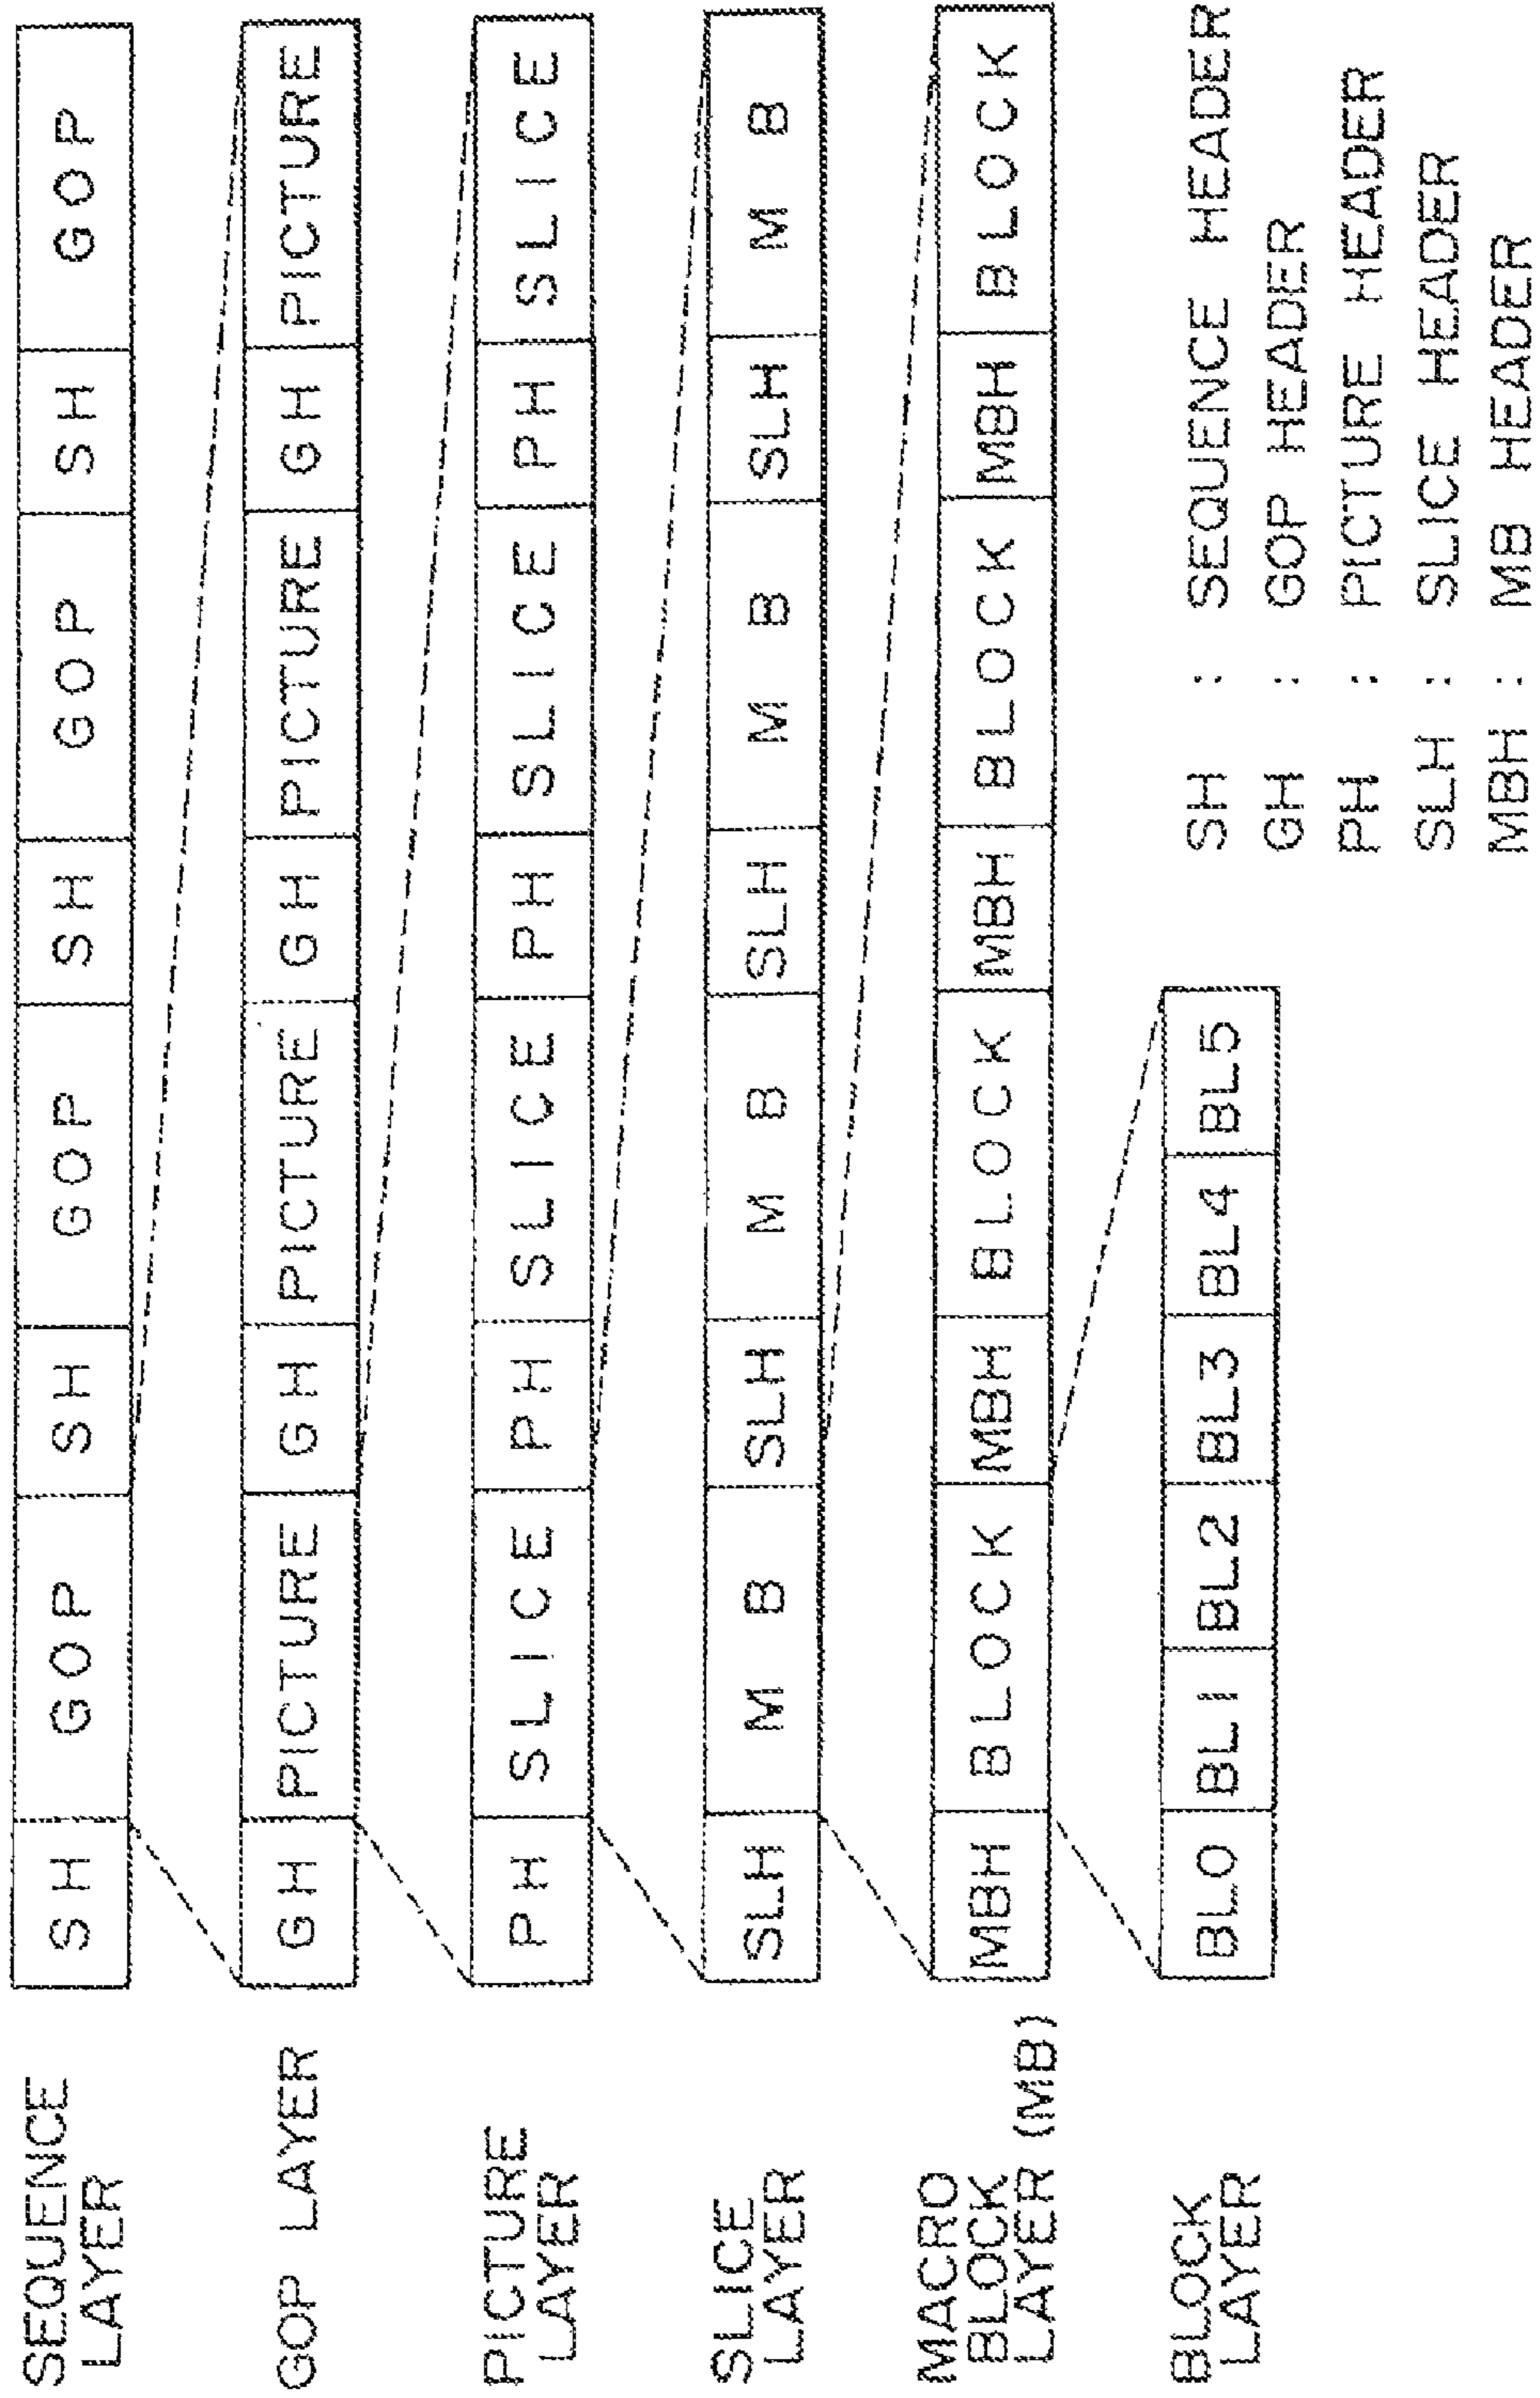 SEQUENCE
LAYER
SH GOP SH GOP SH GOP SH GOP
GOP LAYER
GH PICTURE GH PICTURE GH PICTURE GH PICTURE
PICTURE
LAYER
PH SLICE PH SLICE PH SLICE PH SLICE
SLICE
LAYER
SLH MB SLH MB SLH MB SLH MB
MACRO
BLOCK
LAYER (MB)
MBH BLOCK MBH BLOCK MBH BLOCK MBH BLOCK
BLOCK
LAYER
BL0 BL1 BL2 BL3 BL4 BL5
SH : SEQUENCE HEADER
GH : GOP HEADER
PH : PICTURE HEADER
SLH : SLICE HEADER
MBH : MB HEADER